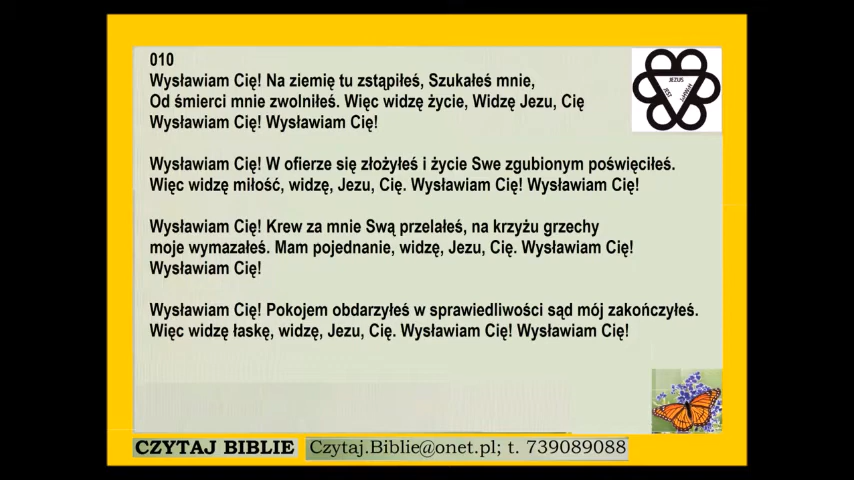 010
Wysławiam Cię! Na ziemię tu zstąpiłeś, Szukałeś mnie,
Od śmierci mnie zwolniłeś. Więc widzę życie, Widzę Jezu, Cię
Wysławiam Cię! Wysławiam Cię!
Wysławiam Cię! W ofierze się złożyłeś i życie Swe zgubionym poświęciłeś.
Więc widzę miłość, widzę, Jezu, Cię. Wysławiam Cię! Wysławiam Cię!
Wysławiam Cię! Krew za mnie Swą przelałeś, na krzyżu grzechy
moje wymazałeś. Mam pojednanie, widzę, Jezu, Cię. Wysławiam Cię!
Wysławiam Cię!
Wysławiam Cię! Pokojem obdarzyłeś w sprawiedliwości sąd mój zakończyłeś.
Więc widzę łaskę, widzę, Jezu, Cię. Wysławiam Cię! Wysławiam Cię!
JEZUS
JEST
CZYTAJ BIBLIE
Czytaj.Biblie@onet.pl; t. 739089088